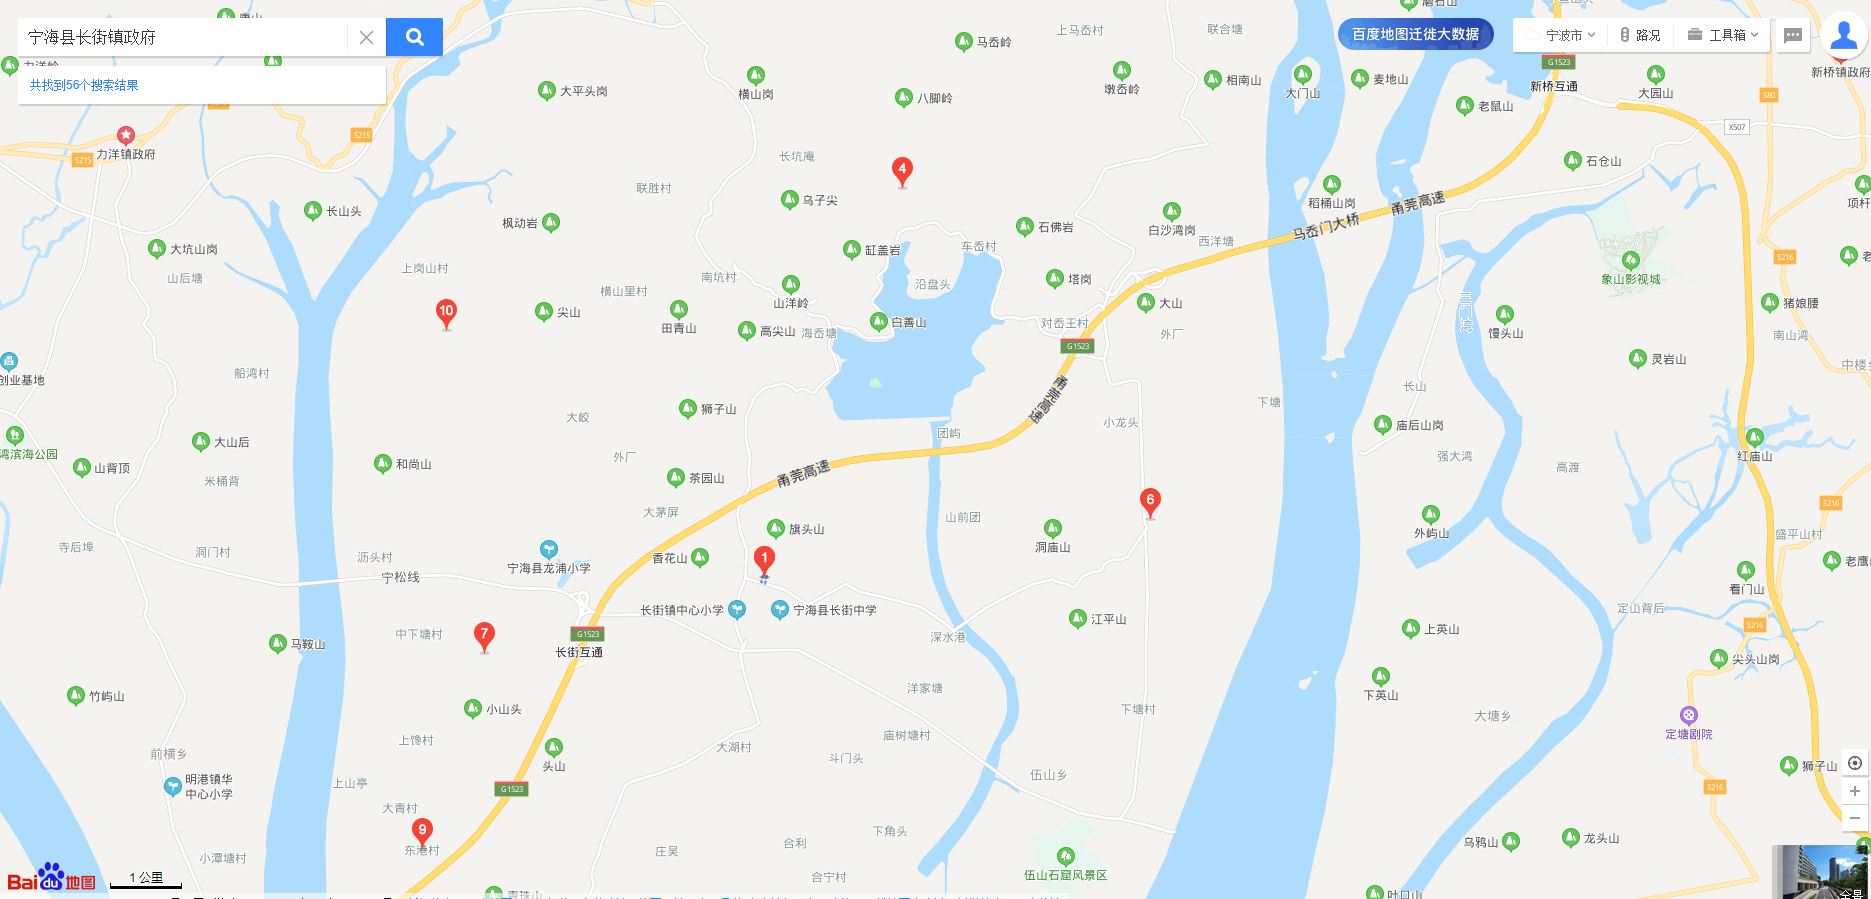 宁海县长街镇政府
共找到56个搜索结果
百度地图迁徙大数据
宁波市
路况
工具箱
新桥镇政府
马岙岭
上马岙村
联合塘
G1523
新桥互通
大平头岗
横山岗
八脚岭
墩岙岭
相南山
大门山
麦地山
老鼠山
大园山
S80
X507
S215
S215
力洋镇政府
长坑庵
4
石仓山
联胜村
乌子尖
稻桶山岗
甬莞高速
长山头
枫动岩
石佛岩
白沙湾岗
马岙门大桥
西洋塘
大坑山岗
缸盖岩
车岙村
S216
山后塘
上岗山村
南坑村
塔岗
象山影视城
横山里村
山洋岭
沿盘头
大山
猪娘腰
10
尖山
田青山
高尖山
海岙塘
白善山
对岙王村
外厂
三门湾
馒头山
南山湾
G1523
灵岩山
创业基地
船湾村
甬莞高速
长山
下塘
狮子山
大峧
小龙头
庙后山岗
团屿
大山后
湾滨海公园
山背顶
和尚山
外厂
甬莞高速
强大湾
高渡
红庙山
米桶背
茶园山
6
S216
大茅屏
山前团
旗头山
洞庙山
外屿山
盛平山村
寺后埠
洞门村
沥头村
香花山
1
宁海县龙浦小学
宁松线
老鹰
看门山
长街镇中心小学
宁海县长街中学
江平山
定山背后
7
中下塘村
G1523
长街互通
深水港
上英山
S216
马鞍山
尖头山岗
竹屿山
小山头
洋家塘
下塘村
下英山
大塘乡
定塘剧院
前横乡
上馋村
头山
大湖村
庙树塘村
斗门头
伍山乡
狮子山
明港镇华
中心小学
上山亭
G1523
S216
大青村
9
东港村
下角头
合利
庄吴
小潭塘村
乌鸦山
龙头山
伍山石窟风景区
合宁村
Bai du 地图
1 公里
叶口山
全景